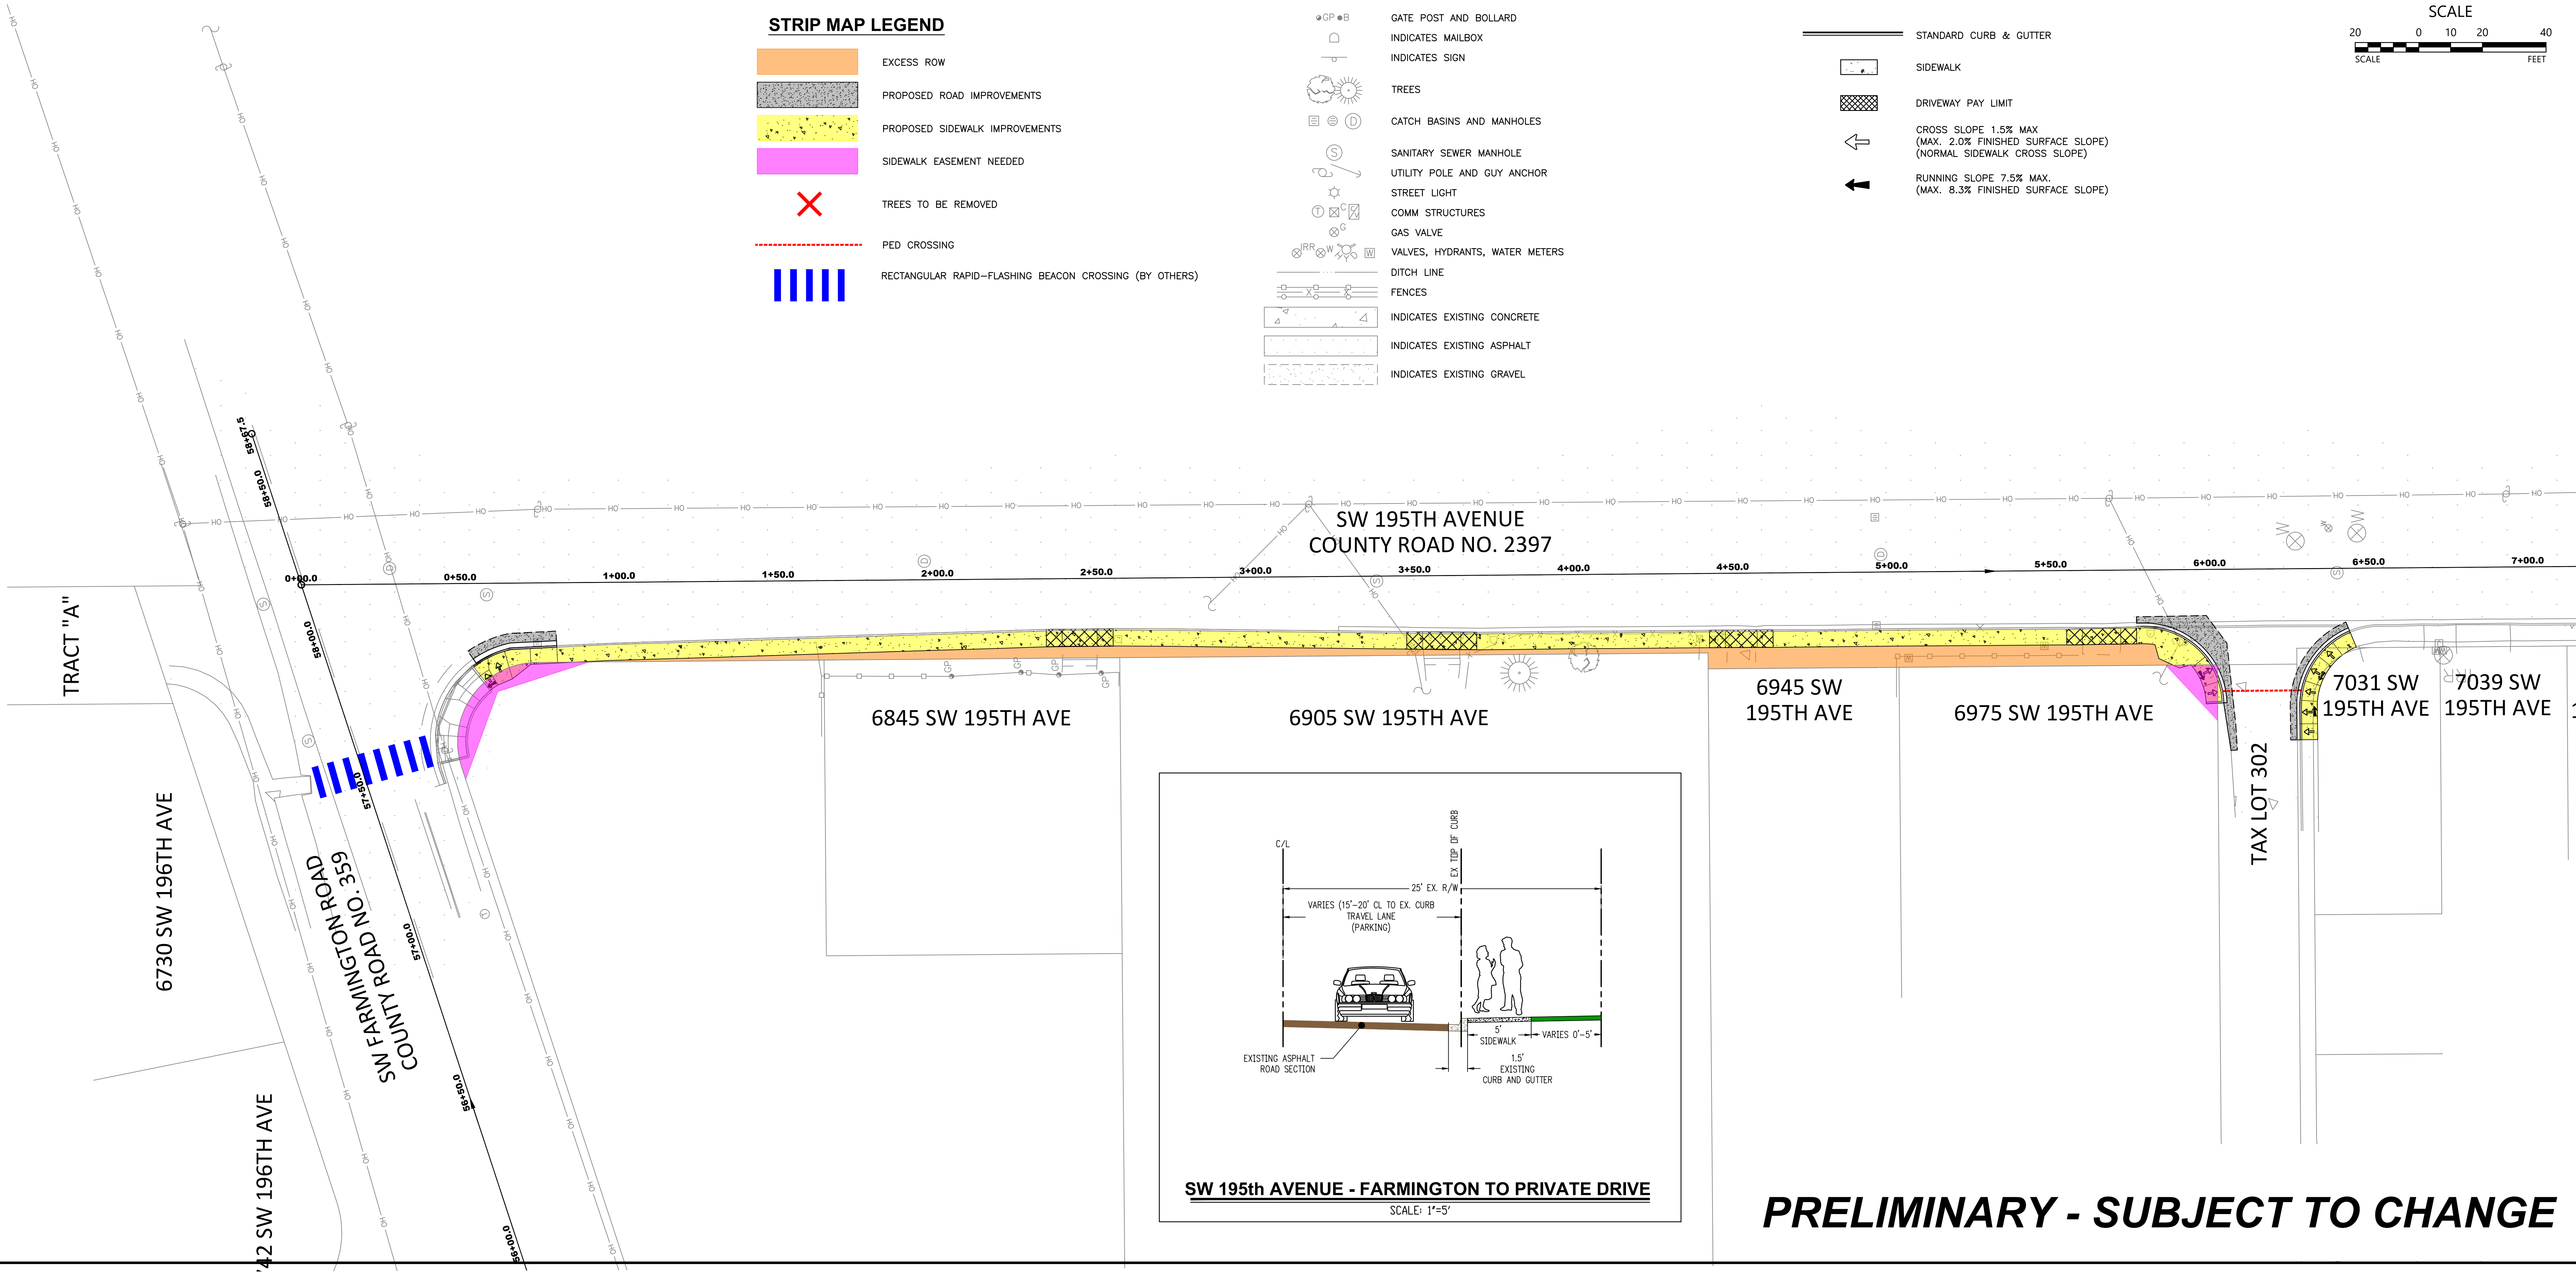 STRIP MAP LEGEND
EXCESS ROW
PROPOSED ROAD IMPROVEMENTS
PROPOSED SIDEWALK IMPROVEMENTS
SIDEWALK EASEMENT NEEDED
TREES TO BE REMOVED
PED CROSSING
RECTANGULAR RAPID-FLASHING BEACON CROSSING (BY OTHERS)
GP B GATE POST AND BOLLARD
INDICATES MAILBOX
INDICATES SIGN
TREES
D CATCH BASINS AND MANHOLES
S SANITARY SEWER MANHOLE
UTILITY POLE AND GUY ANCHOR
STREET LIGHT
T C C COMM STRUCTURES
G GAS VALVE
IRR W W VALVES, HYDRANTS, WATER METERS
DITCH LINE
X X FENCES
INDICATES EXISTING CONCRETE
INDICATES EXISTING ASPHALT
INDICATES EXISTING GRAVEL
STANDARD CURB & GUTTER
SIDEWALK
DRIVEWAY PAY LIMIT
CROSS SLOPE 1.5% MAX
(MAX. 2.0% FINISHED SURFACE SLOPE)
(NORMAL SIDEWALK CROSS SLOPE)
RUNNING SLOPE 7.5% MAX.
(MAX. 8.3% FINISHED SURFACE SLOPE)
SCALE
20 0 10 20 40
SCALE FEET
SW 195TH AVENUE
COUNTY ROAD NO. 2397
0+00.0 0+50.0 1+00.0 1+50.0 2+00.0 2+50.0 3+00.0 3+50.0 4+00.0 4+50.0 5+00.0 5+50.0 6+00.0 6+50.0 7+00.0
58+67.5
58+50.0
58+00.0
57+50.0
57+00.0
56+50.0
56+00.0
TRACT "A"
6730 SW 196TH AVE
742 SW 196TH AVE
SW FARMINGTON ROAD
COUNTY ROAD NO. 359
GP GP GP GP
6845 SW 195TH AVE
6905 SW 195TH AVE
6945 SW
195TH AVE
6975 SW 195TH AVE
TAX LOT 302
7031 SW
195TH AVE
7039 SW
195TH AVE
C/L
EX TOP OF CURB
25' EX. R/W
VARIES (15'-20' CL TO EX. CURB
TRAVEL LANE
(PARKING)
5'
SIDEWALK
VARIES 0'-5'
EXISTING ASPHALT
ROAD SECTION
1.5'
EXISTING
CURB AND GUTTER
SW 195th AVENUE - FARMINGTON TO PRIVATE DRIVE
SCALE: 1"=5'
PRELIMINARY - SUBJECT TO CHANGE